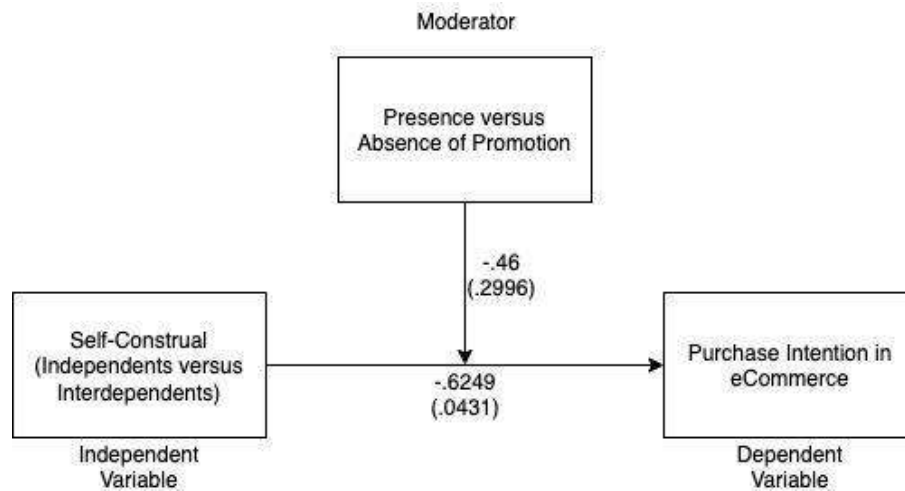 Moderator
Presence versus
Absence of Promotion
-.46
(.2996)
Self-Construal
(Independents versus
Interdependents)
-.6249
(.0431)
Purchase Intention in
eCommerce
Independent
Variable
Dependent
Variable